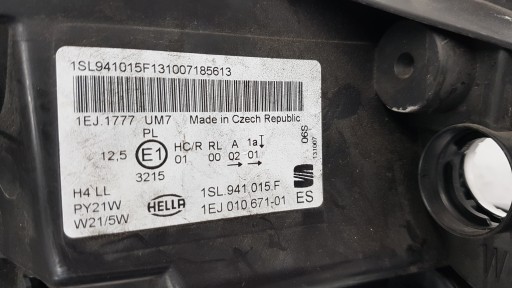 1SL941015F131007185613
1EJ.1777 UM7 Made in Czech Republic
PL
12,5 E1 HC/R RL A 1a
01 00 02 01
3215
H4 LL
PY21W
W21/5W
HELLA
1SL 941 015 F
1EJ 010 671-01
ES
06S
131007
W